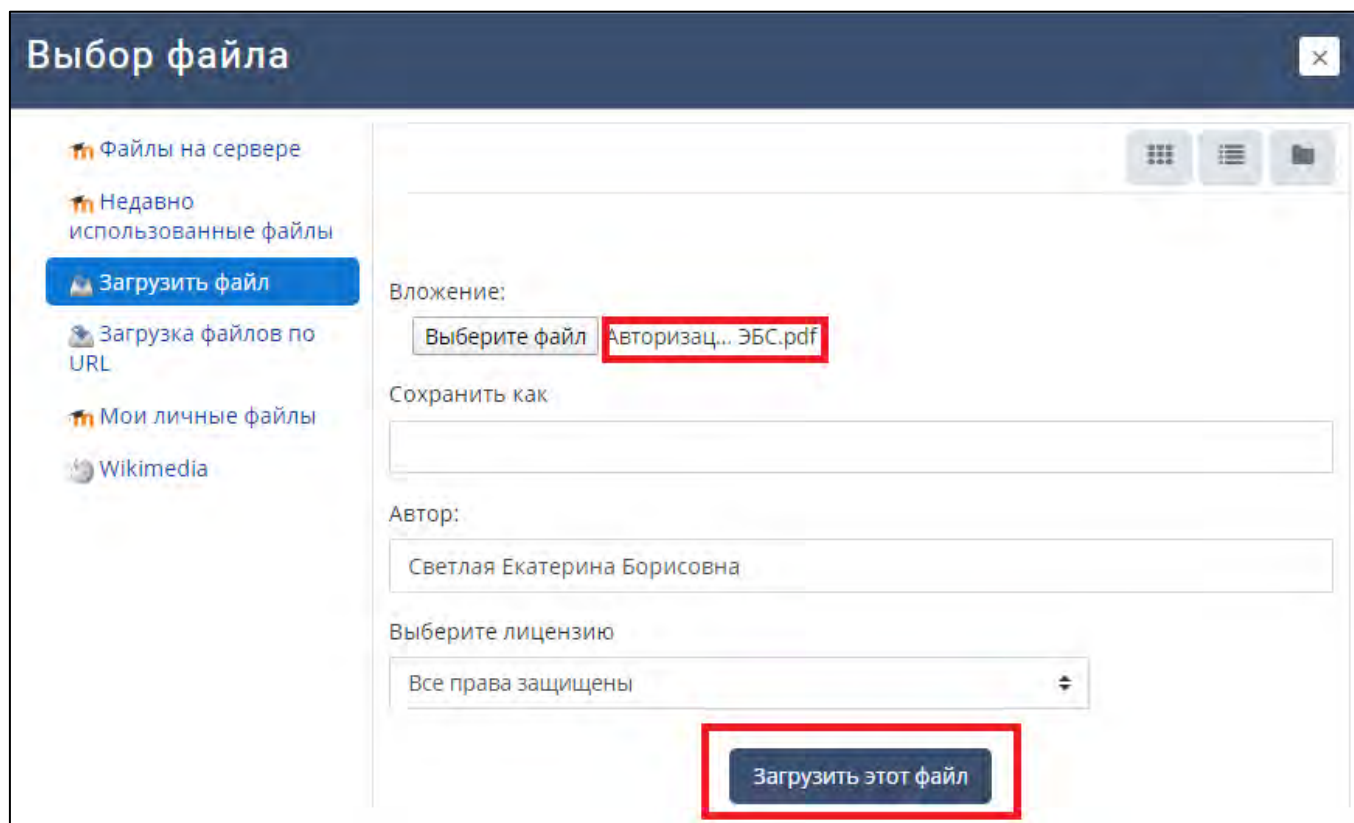 Выбор файла
Файлы на сервере
Недавно
использованные файлы
Загрузить файл
Загрузка файлов по
URL
Мои личные файлы
Wikimedia
Вложение:
Выберите файл Авторизац... ЭБС.pdf
Сохранить как
Автор:
Светлая Екатерина Борисовна
Выберите лицензию
Все права защищены
Загрузить этот файл